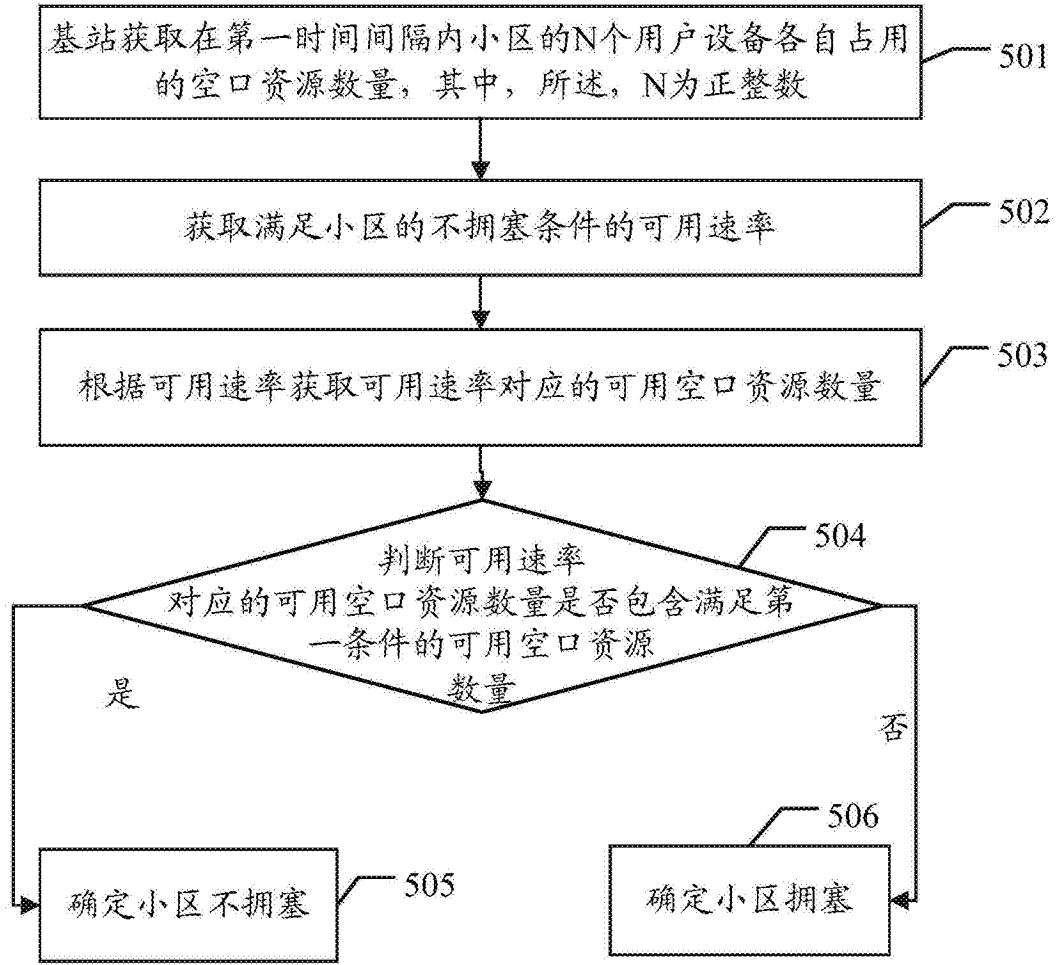 基站获取在第一时间间隔内小区的N个用户设备各自占用
的空口资源数量，其中，所述，N为正整数
501
获取满足小区的不拥塞条件的可用速率
502
根据可用速率获取可用速率对应的可用空口资源数量
503
判断可用速率
对应的可用空口资源数量是否包含满足第
一条件的可用空口资源
数量
504
是
否
确定小区不拥塞
505
确定小区拥塞
506